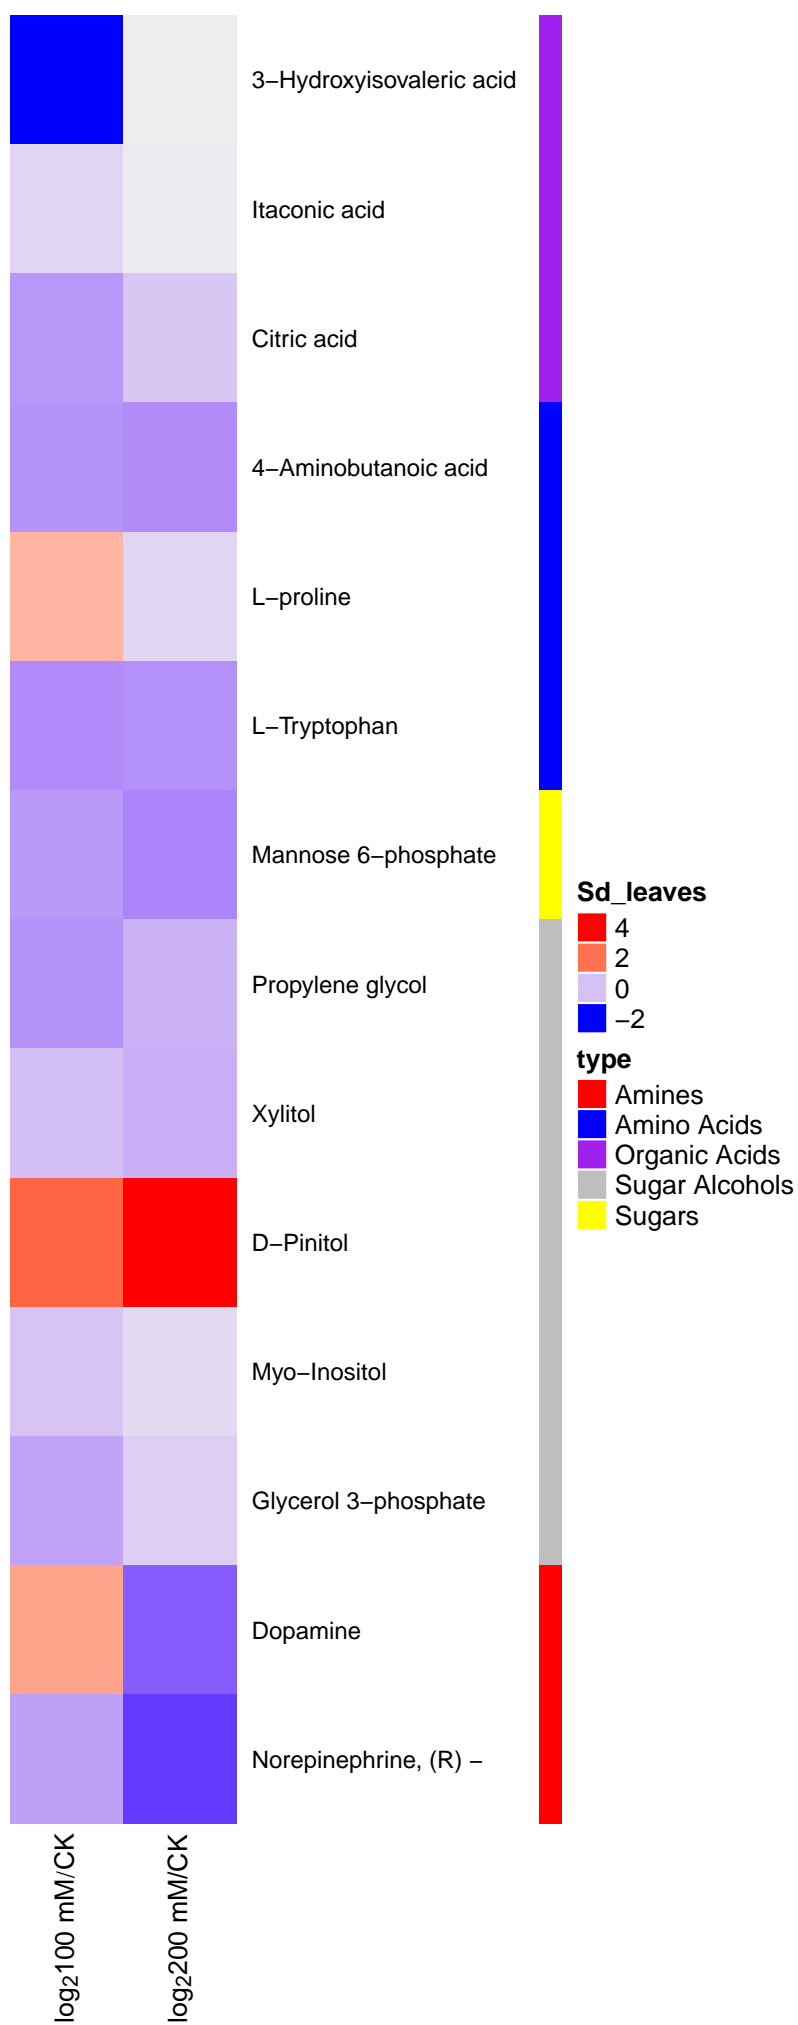 3−Hydroxyisovaleric acid
Itaconic acid
Citric acid
4−Aminobutanoic acid
L−proline
L−Tryptophan
Mannose 6−phosphate
Propylene glycol
Xylitol
D−Pinitol
Myo−Inositol
Glycerol 3−phosphate
Dopamine
Norepinephrine, (R) −
Sd_leaves
4
2
0
−2
type
Amines
Amino Acids
Organic Acids
Sugar Alcohols
Sugars
log₂100 mM/CK
log₂200 mM/CK